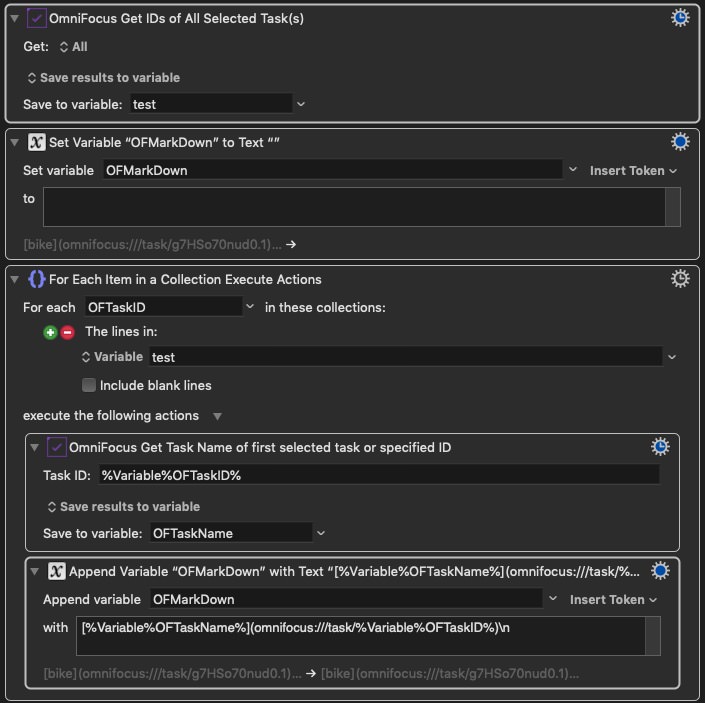 OmniFocus Get IDs of All Selected Task(s)
Get: All
Save results to variable
Save to variable: test
Set Variable “OFMarkDown” to Text “”
Set variable OFMarkDown Insert Token
to
[bike](omnifocus:///task/g7HSo70nud0.1)... →
For Each Item in a Collection Execute Actions
For each OFTaskID in these collections:
The lines in:
Variable test
Include blank lines
execute the following actions
OmniFocus Get Task Name of first selected task or specified ID
Task ID: %Variable%OFTaskID%
Save results to variable
Save to variable: OFTaskName
Append Variable “OFMarkDown” with Text “[%Variable%OFTaskName%](omnifocus:///task/%...
Append variable OFMarkDown Insert Token
with [%Variable%OFTaskName%](omnifocus:///task/%Variable%OFTaskID%)\n
[bike](omnifocus:///task/g7HSo70nud0.1)... → [bike](omnifocus:///task/g7HSo70nud0.1)...